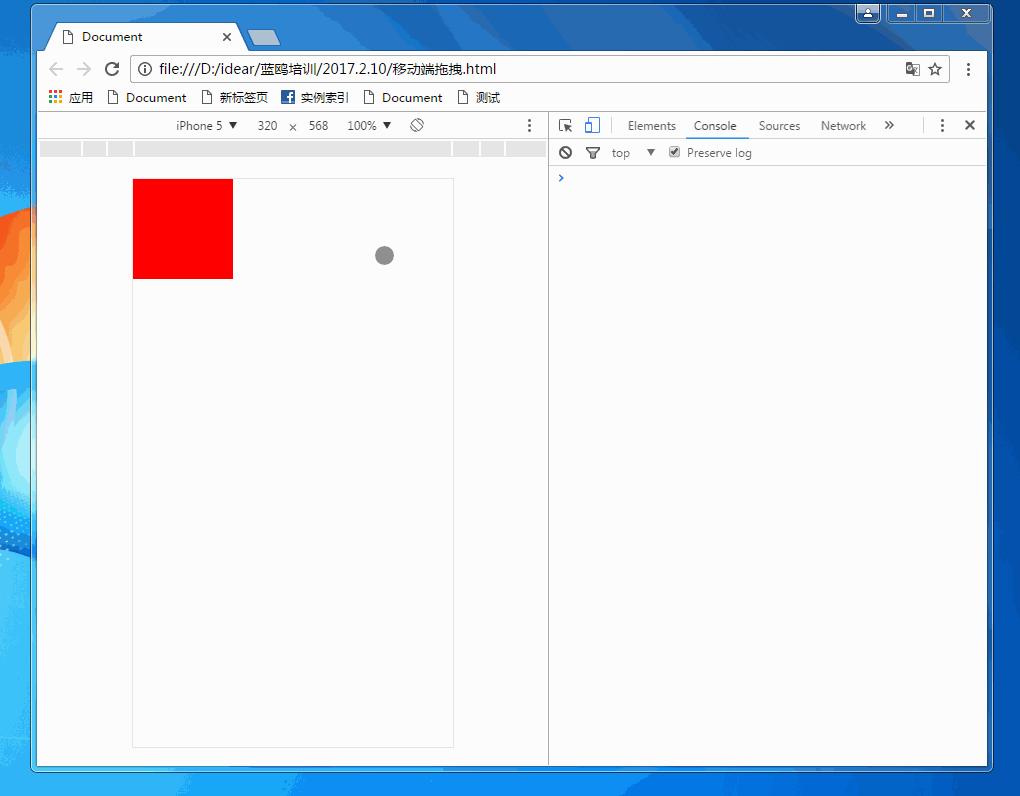 Document
file:///D:/idear/蓝鸥培训/2017.2.10/移动端拖拽.html
应用 Document 新标签页 实例索引 Document 测试
iPhone 5 ▼ 320 × 568 100% ▼
Elements Console Sources Network »
top ▼ Preserve log